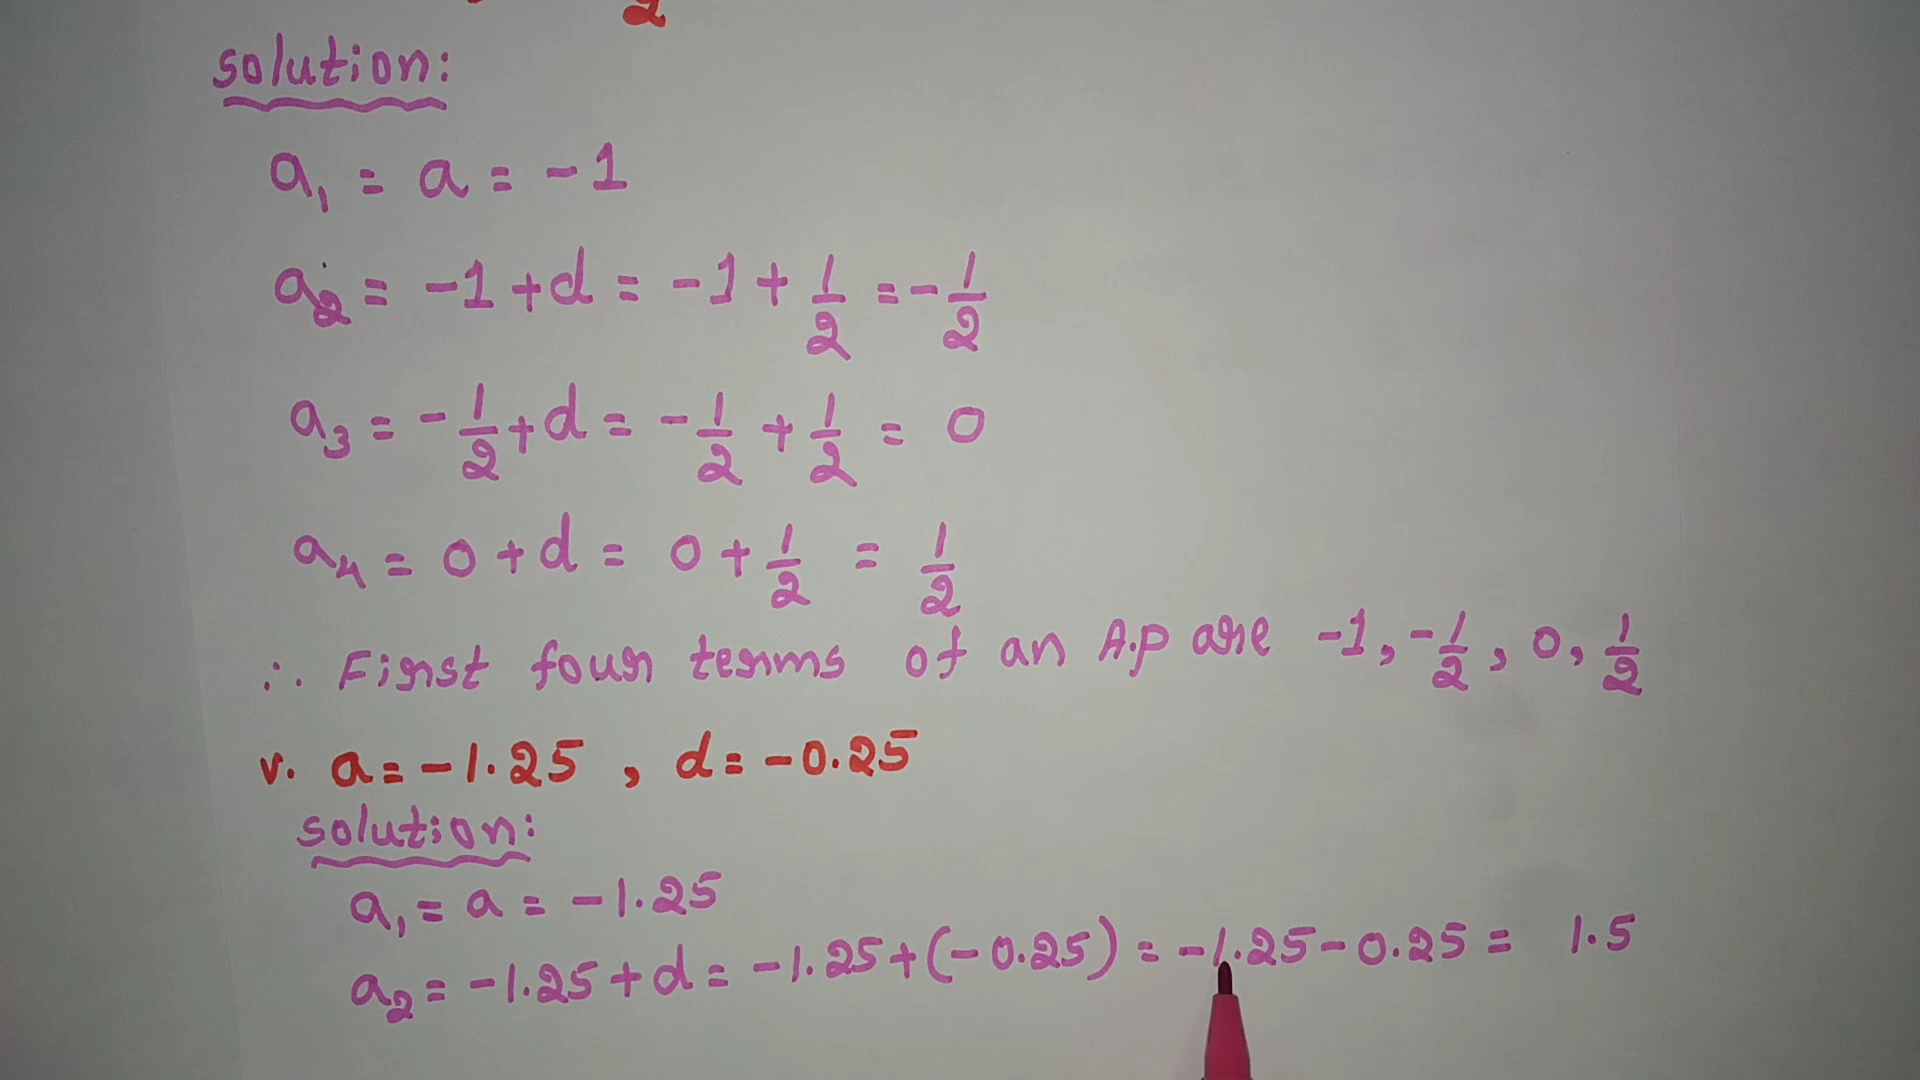 2
solution:
a₁ = a = -1
a₂ = -1 + d = -1 + 1/2 = -1/2
a₃ = -1/2 + d = -1/2 + 1/2 = 0
a₄ = 0 + d = 0 + 1/2 = 1/2
∴ First four terms of an A.P are -1, -1/2, 0, 1/2
v. a = -1.25 , d = -0.25
solution:
a₁ = a = -1.25
a₂ = -1.25 + d = -1.25 + (-0.25) = -1.25 - 0.25 = 1.5